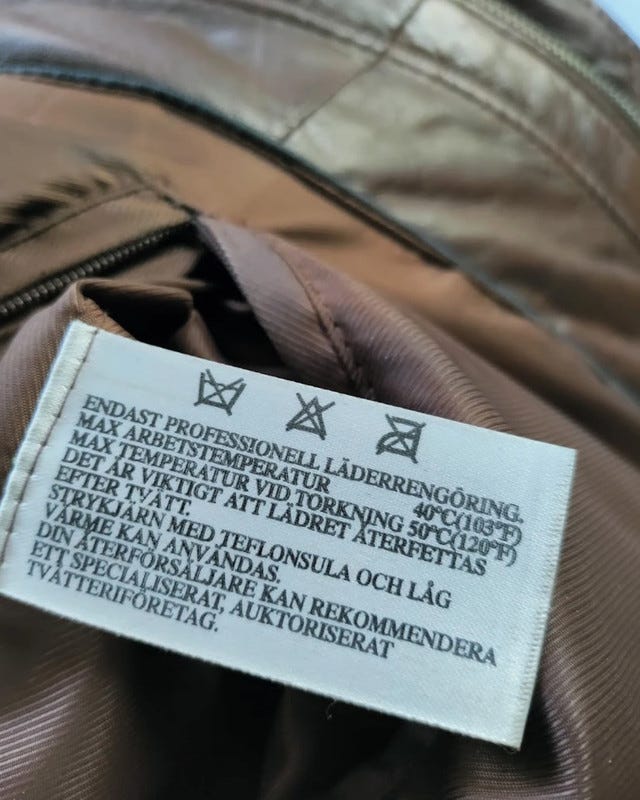 ENDAST PROFESSIONELL LÄDERRENGÖRING.
MAX ARBETSTEMPERATUR 40°C(103°F)
MAX TEMPERATUR VID TORKNING 50°C(120°F)
DET ÄR VIKTIGT ATT LÄDRET ÅTERFETTAS
EFTER TVÄTT.
STRYKJÄRN MED TEFLONSULA OCH LÅG
VÄRME KAN ANVÄNDAS.
DIN ÅTERFÖRSÄLJARE KAN REKOMMENDERA
ETT SPECIALISERAT, AUKTORISERAT
TVÄTTERIFÖRETAG.